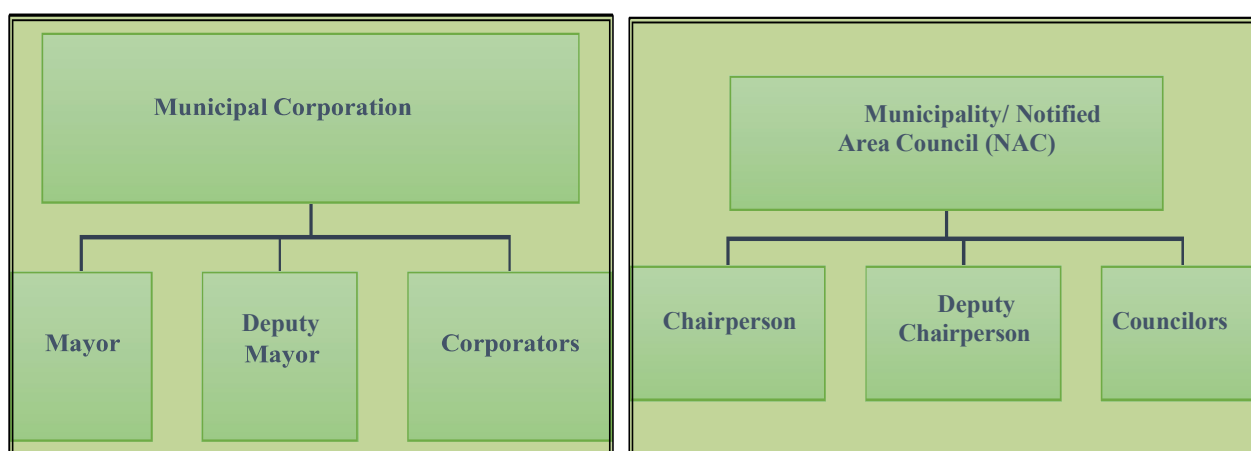 Municipal Corporation
Mayor
Deputy
Mayor
Corporators
Municipality/ Notified
Area Council (NAC)
Chairperson
Deputy
Chairperson
Councilors